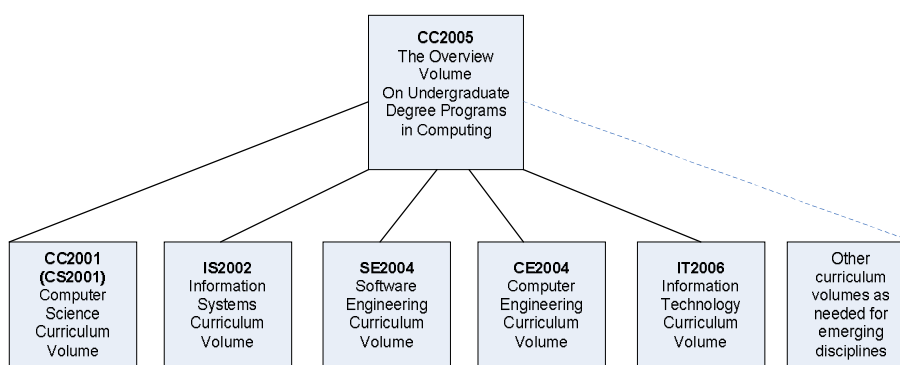 CC2005
The Overview
Volume
On Undergraduate
Degree Programs
in Computing
CC2001
(CS2001)
Computer
Science
Curriculum
Volume
IS2002
Information
Systems
Curriculum
Volume
SE2004
Software
Engineering
Curriculum
Volume
CE2004
Computer
Engineering
Curriculum
Volume
IT2006
Information
Technology
Curriculum
Volume
Other
curriculum
volumes as
needed for
emerging
disciplines